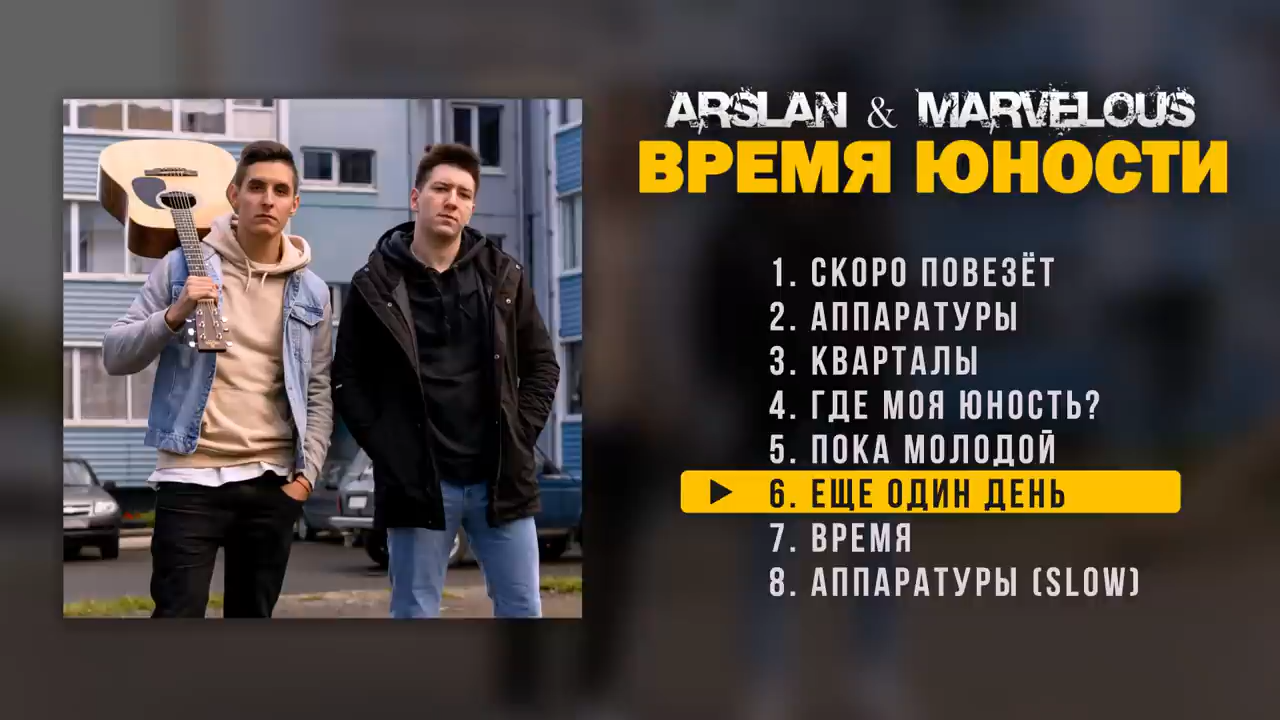 ARSLAN & MARVELOUS
ВРЕМЯ ЮНОСТИ
1. СКОРО ПОВЕЗЁТ
2. АППАРАТУРЫ
3. КВАРТАЛЫ
4. ГДЕ МОЯ ЮНОСТЬ?
5. ПОКА МОЛОДОЙ
6. ЕЩЕ ОДИН ДЕНЬ
7. ВРЕМЯ
8. АППАРАТУРЫ (SLOW)